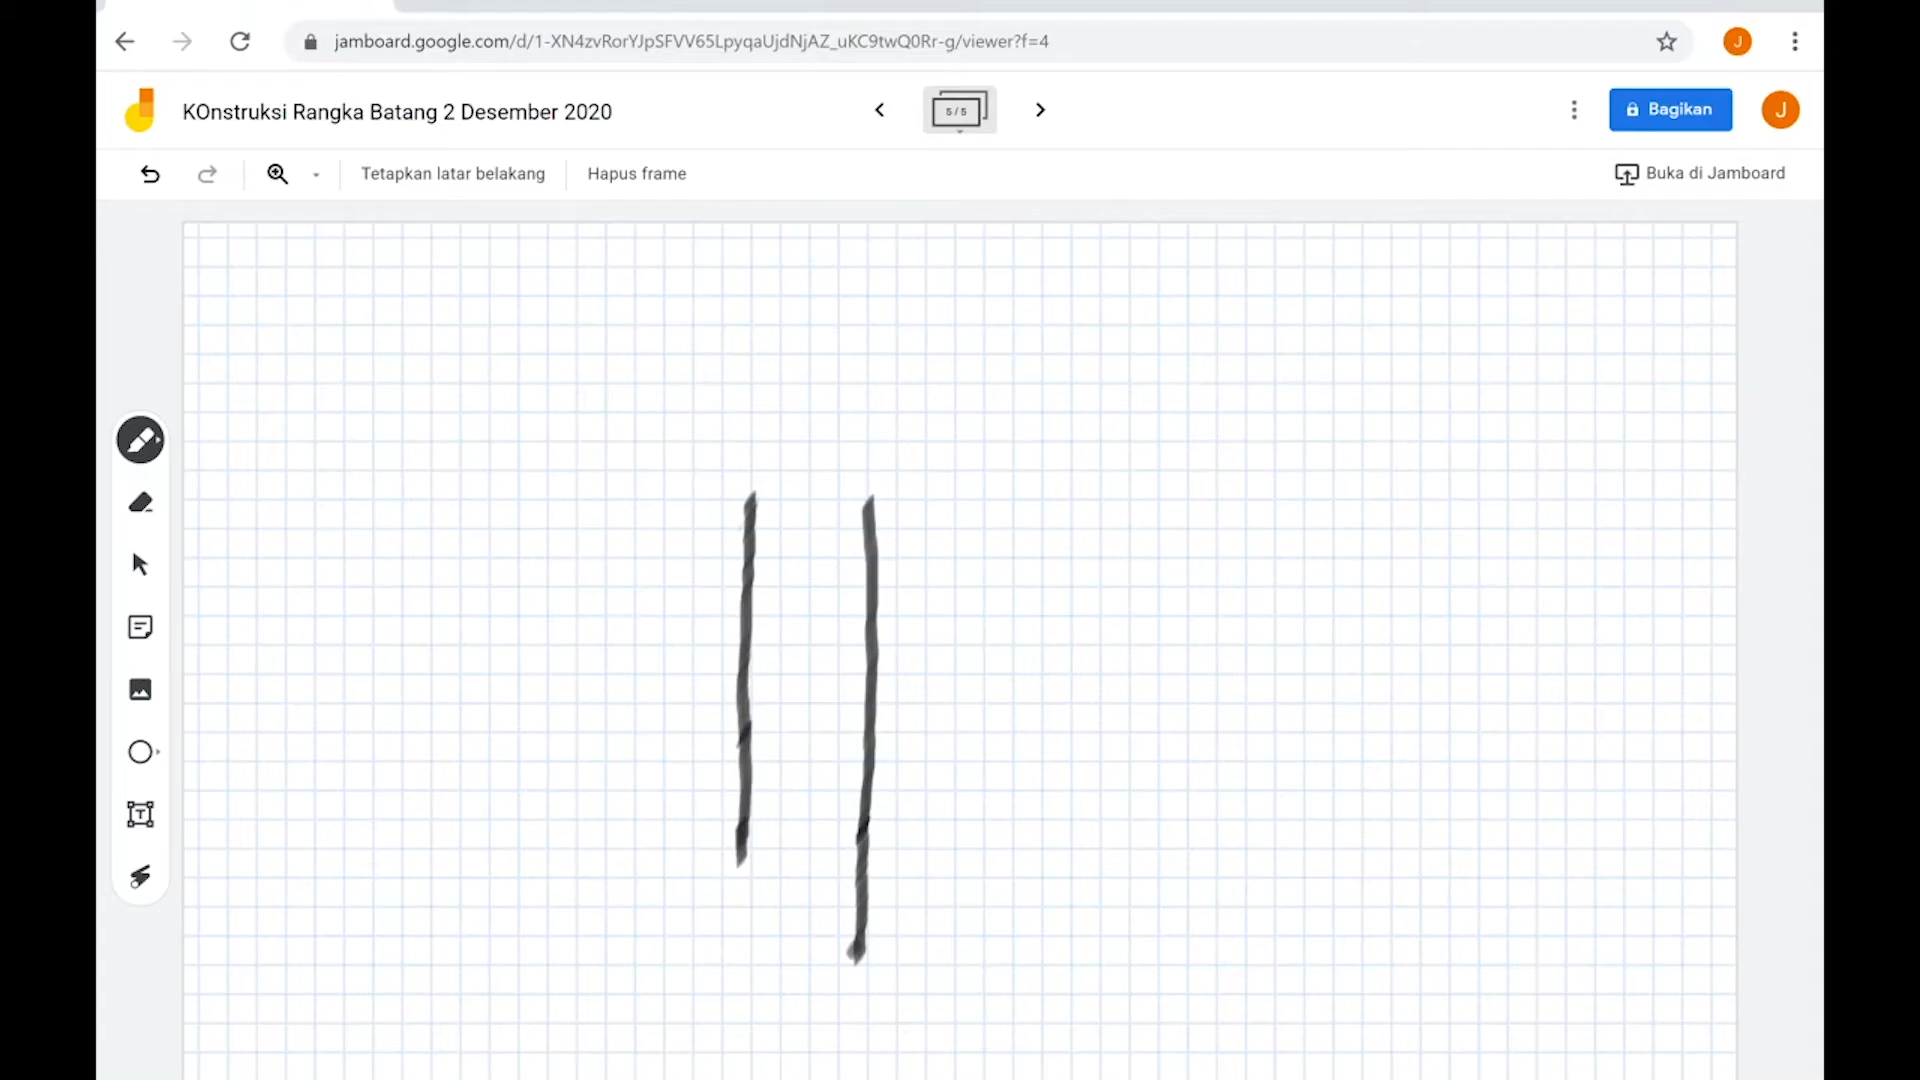 jamboard.google.com/d/1-XN4zvRorYJpSFVV65LpyqaUjdNjAZ_uKC9twQ0Rr-g/viewer?f=4
J
KOnstruksi Rangka Batang 2 Desember 2020
5 / 5
Bagikan
J
Tetapkan latar belakang
Hapus frame
Buka di Jamboard